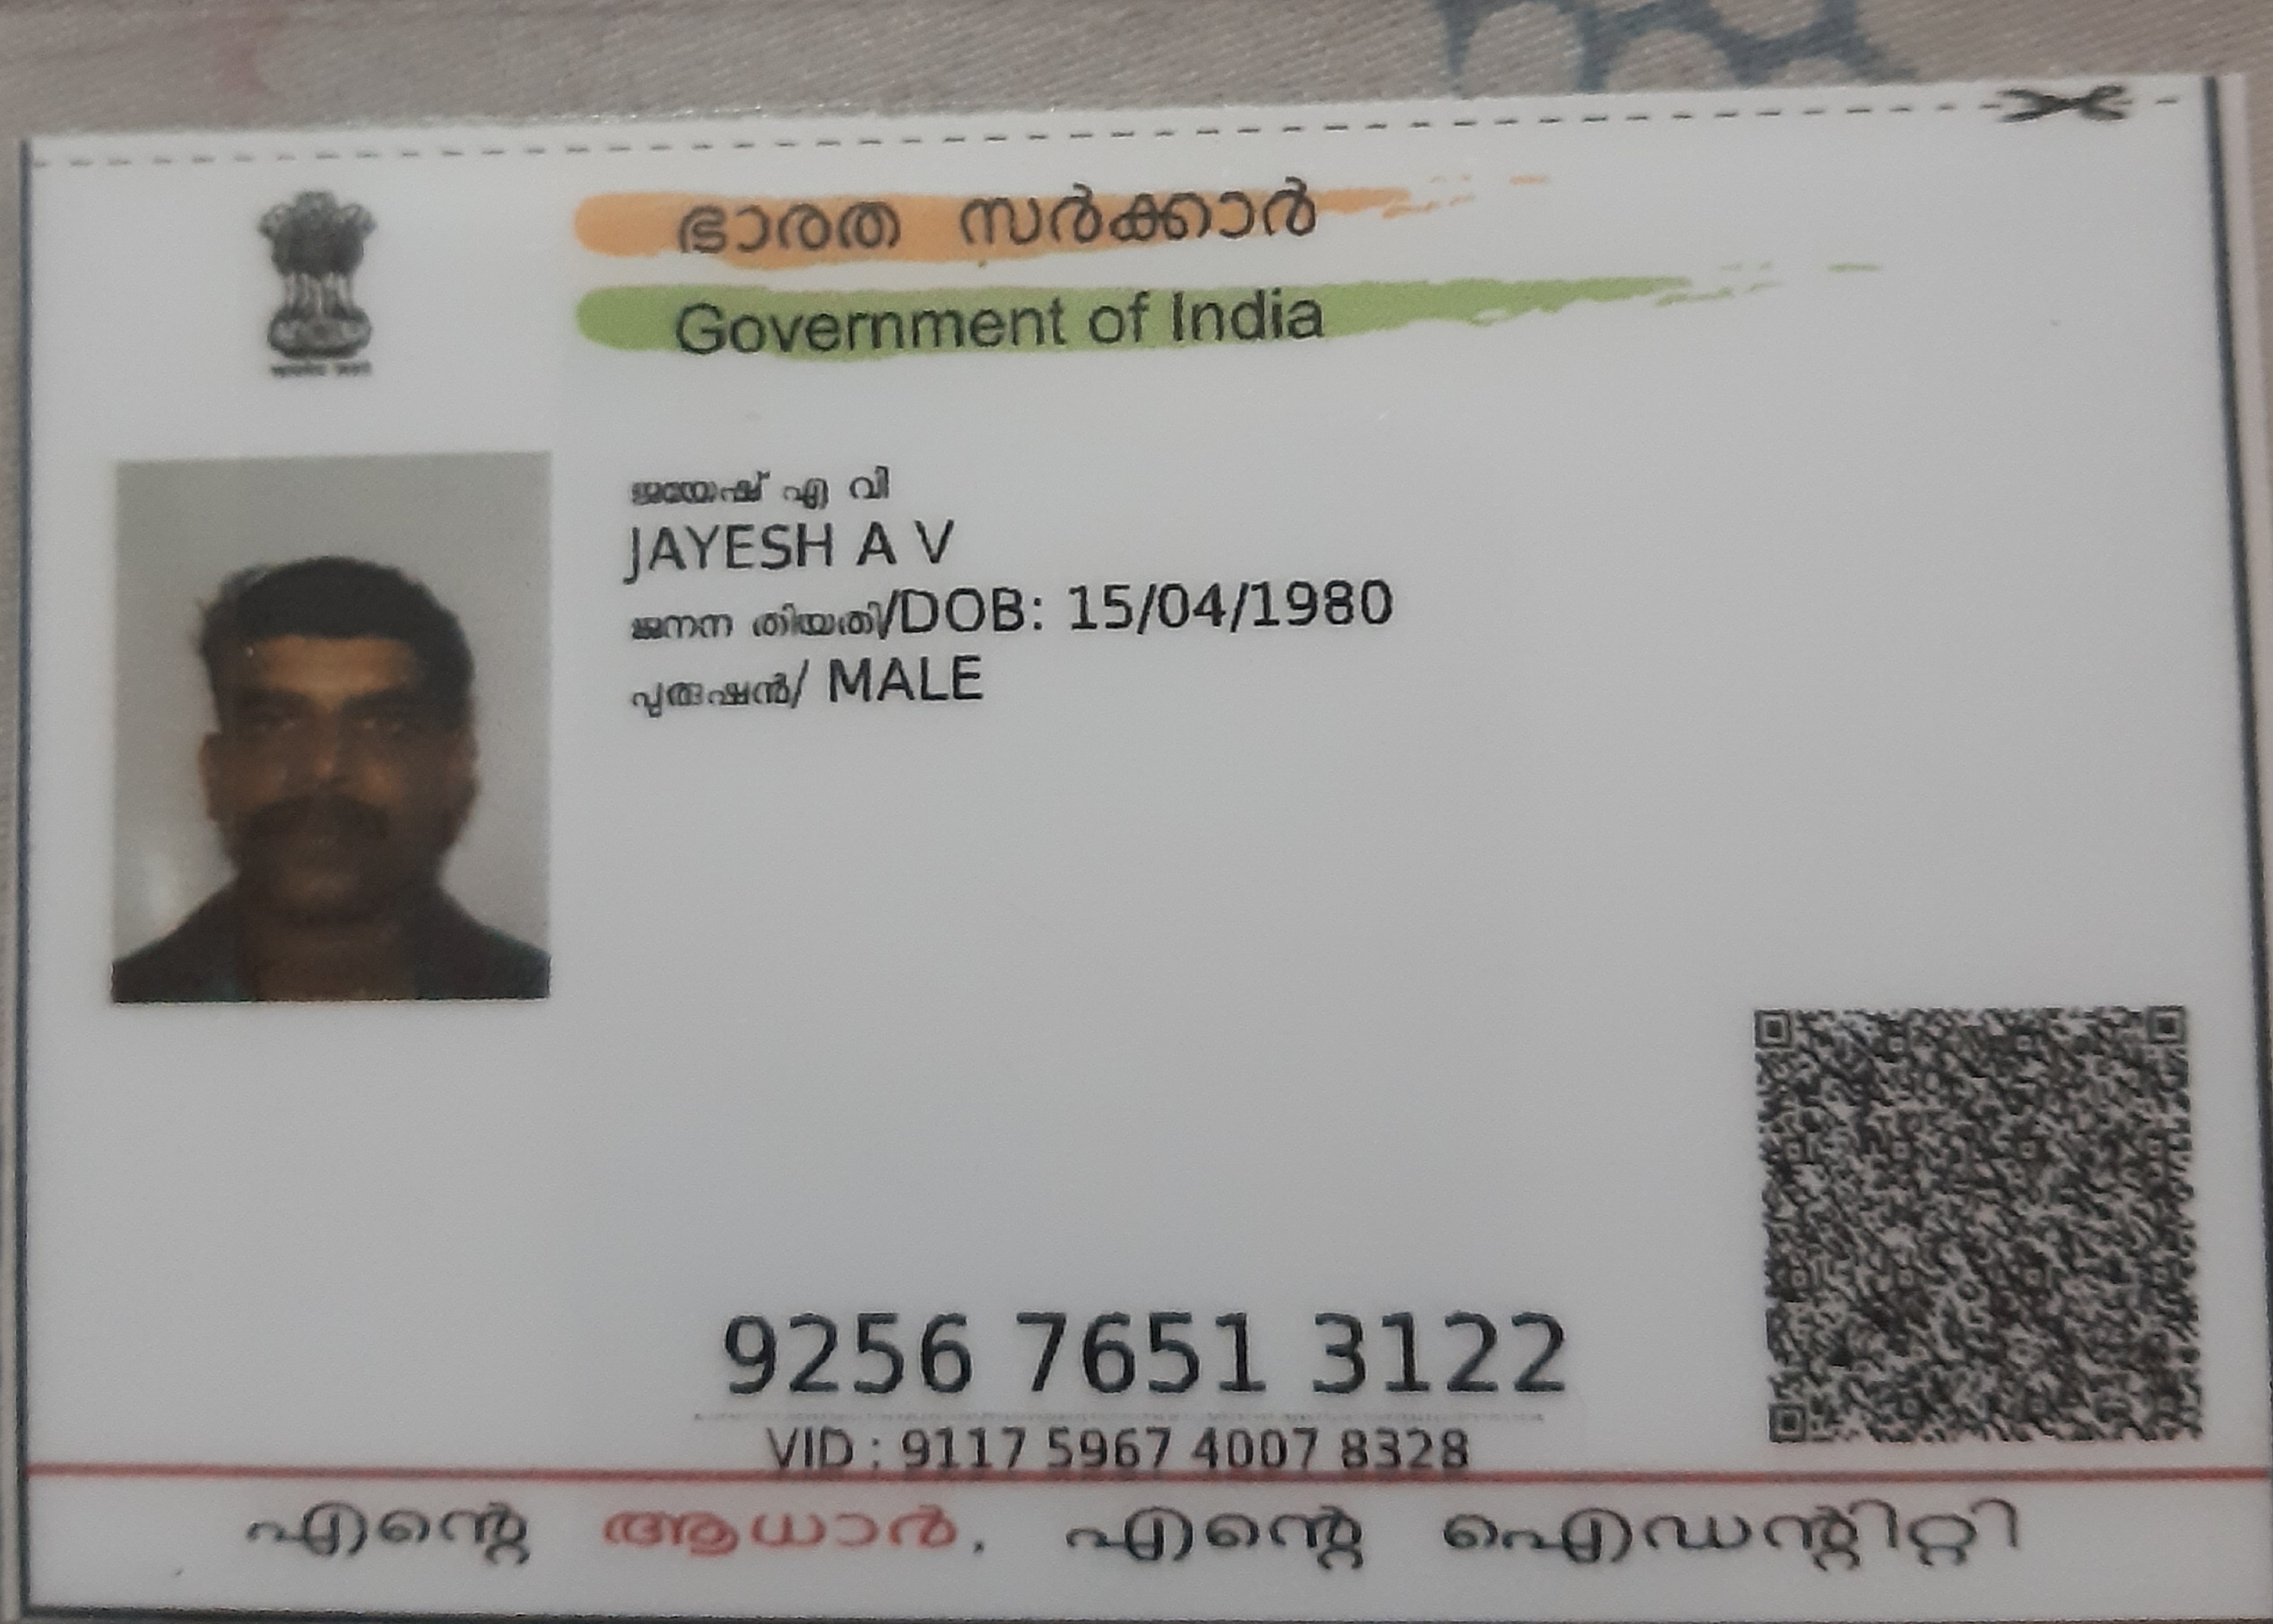 ഭാരത സർക്കാർ
Government of India
ജയേഷ് എ വി
JAYESH A V
ജനന തിയതി/DOB: 15/04/1980
പുരുഷൻ/ MALE
9256 7651 3122
VID : 9117 5967 4007 8328
എന്റെ ആധാർ, എന്റെ ഐഡന്റിറ്റി